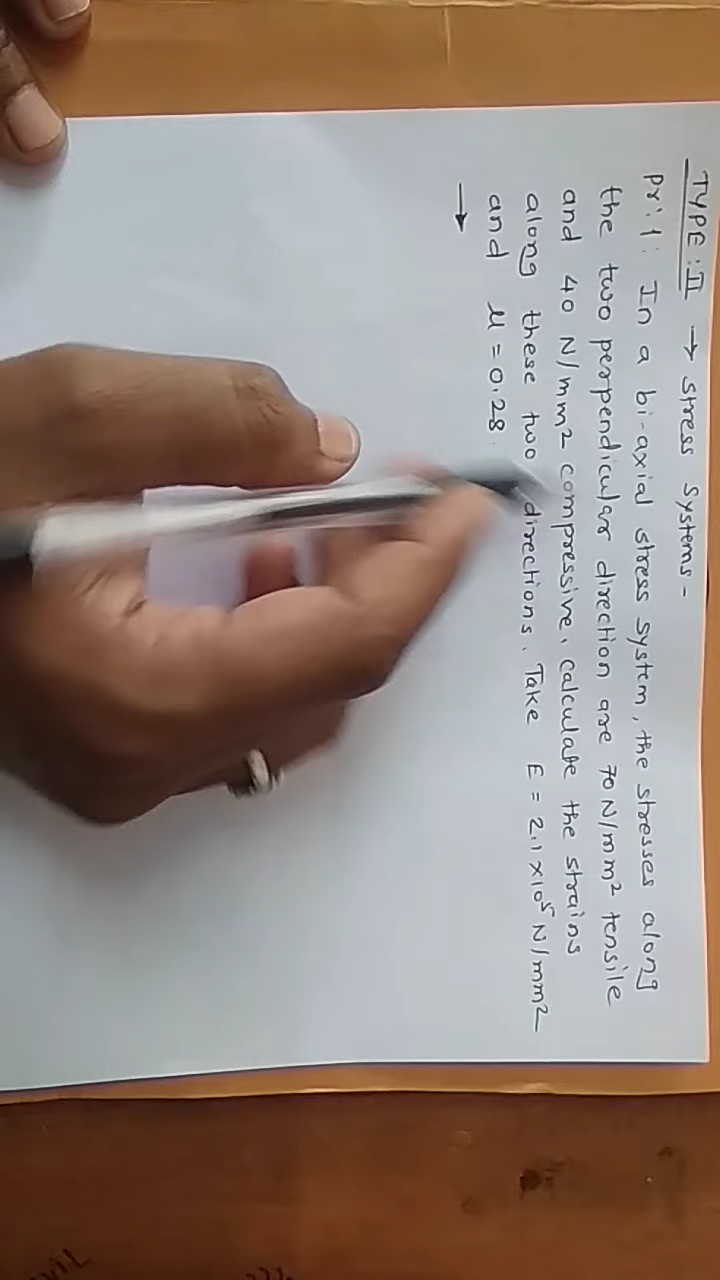 TYPE:II → Stress Systems -
Pr:1: In a bi-axial stress system, the stresses along
the two perpendicular direction are 70 N/mm2 tensile
and 40 N/mm2 compressive. calculate the strains
along these two directions. Take E = 2.1 x10⁵ N/mm2
and μ = 0.28.
→